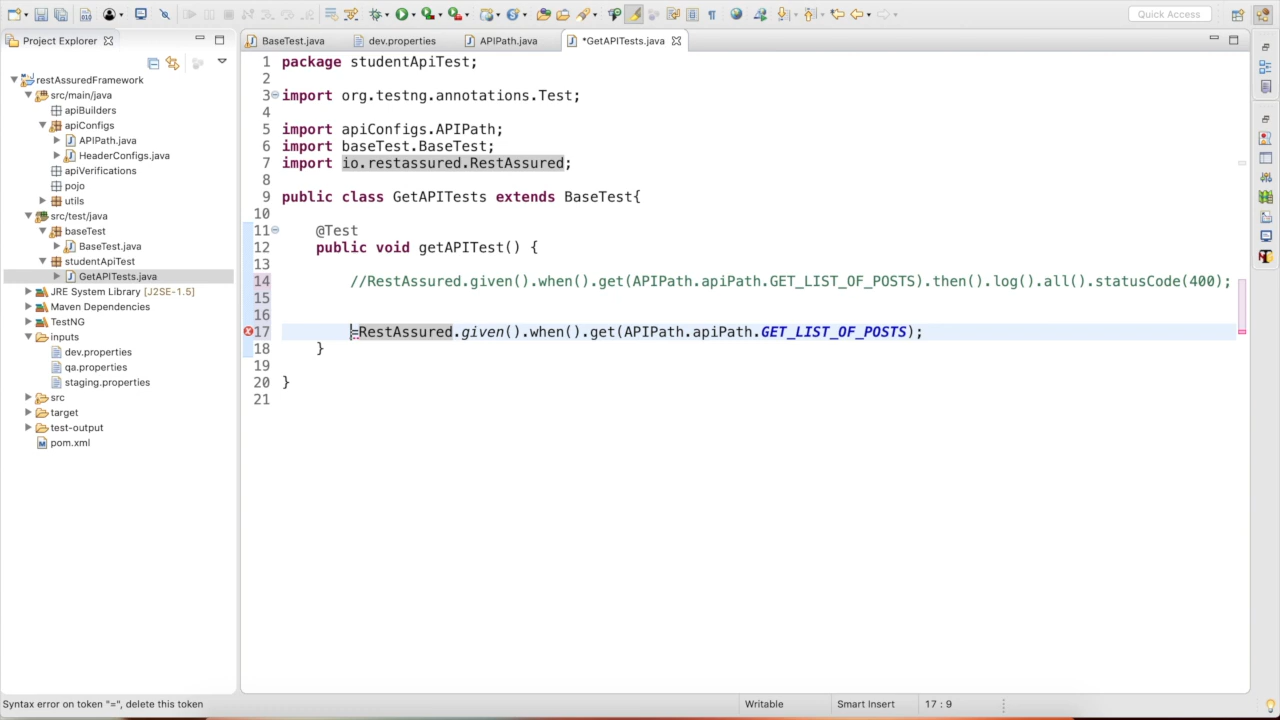 Quick Access
Project Explorer
BaseTest.java
dev.properties
APIPath.java
*GetAPITests.java
restAssuredFramework
src/main/java
apiBuilders
apiConfigs
APIPath.java
HeaderConfigs.java
apiVerifications
pojo
utils
src/test/java
baseTest
BaseTest.java
studentApiTest
GetAPITests.java
JRE System Library [J2SE-1.5]
Maven Dependencies
TestNG
inputs
dev.properties
qa.properties
staging.properties
src
target
test-output
pom.xml
1 package studentApiTest;
2
3 import org.testng.annotations.Test;
4
5 import apiConfigs.APIPath;
6 import baseTest.BaseTest;
7 import io.restassured.RestAssured;
8
9 public class GetAPITests extends BaseTest{
10
11 @Test
12 public void getAPITest() {
13
14 //RestAssured.given().when().get(APIPath.apiPath.GET_LIST_OF_POSTS).then().log().all().statusCode(400);
15
16
17 =RestAssured.given().when().get(APIPath.apiPath.GET_LIST_OF_POSTS);
18 }
19
20 }
21
Syntax error on token "=", delete this token
Writable
Smart Insert
17 : 9